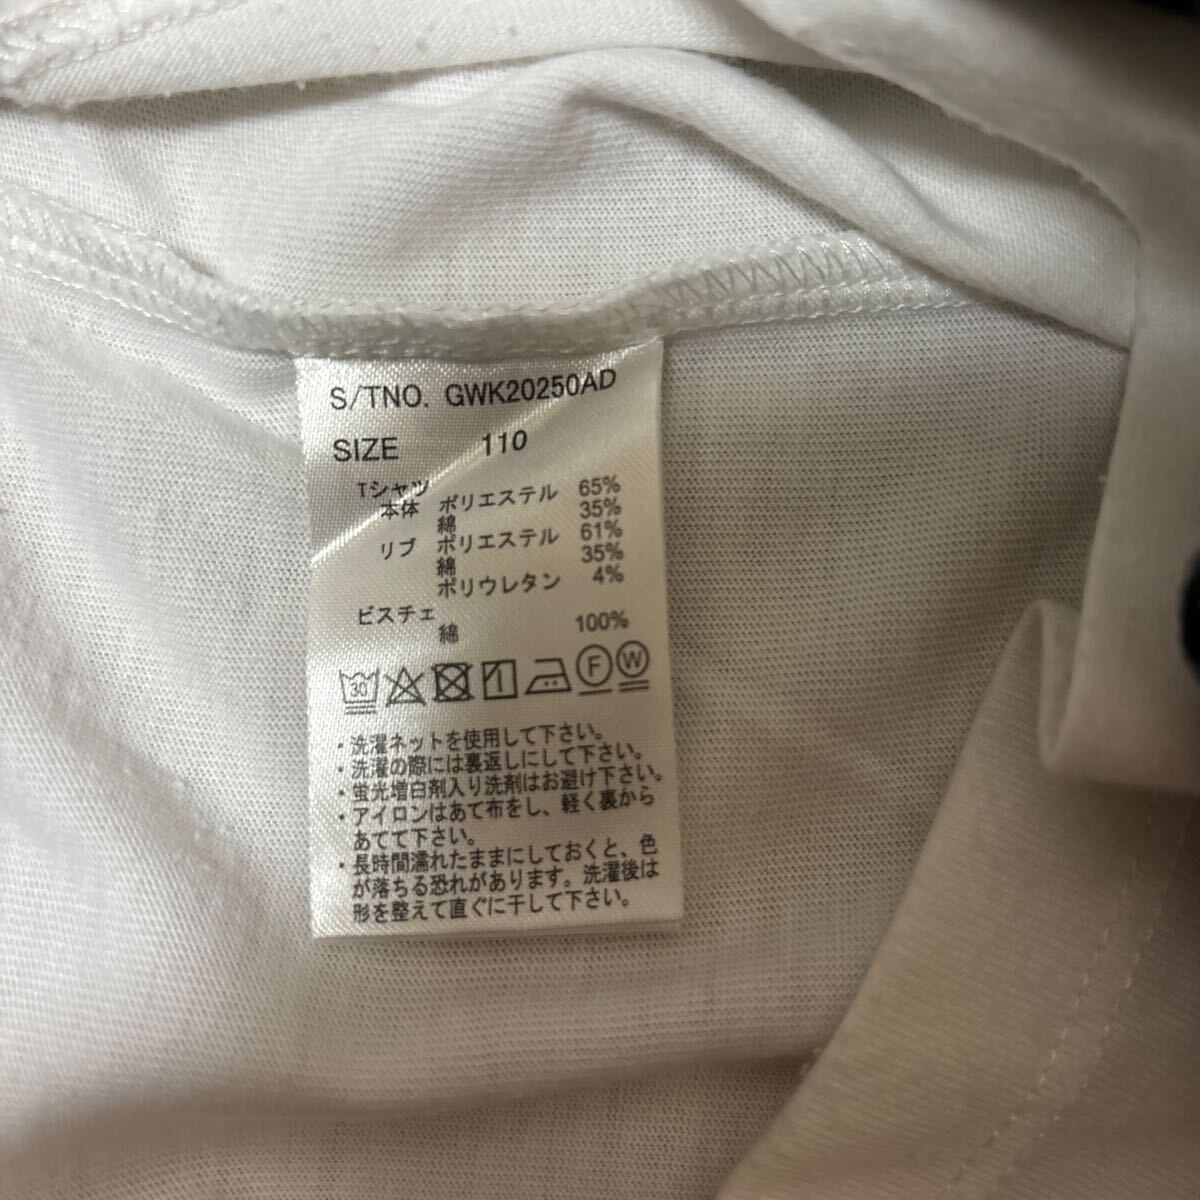 S/TNO. GWK20250AD
SIZE 110
Tシャツ
本体 ポリエステル 65%
綿 35%
リブ ポリエステル 61%
綿 35%
ポリウレタン 4%
ビスチェ
綿 100%
30 F W
・洗濯ネットを使用して下さい。
・洗濯の際には裏返しにして下さい。
・蛍光増白剤入り洗剤はお避け下さい。
・アイロンはあて布をし、軽く裏から
あてて下さい。
・長時間濡れたままにしておくと、色
が落ちる恐れがあります。洗濯後は
形を整えて直ぐに干して下さい。